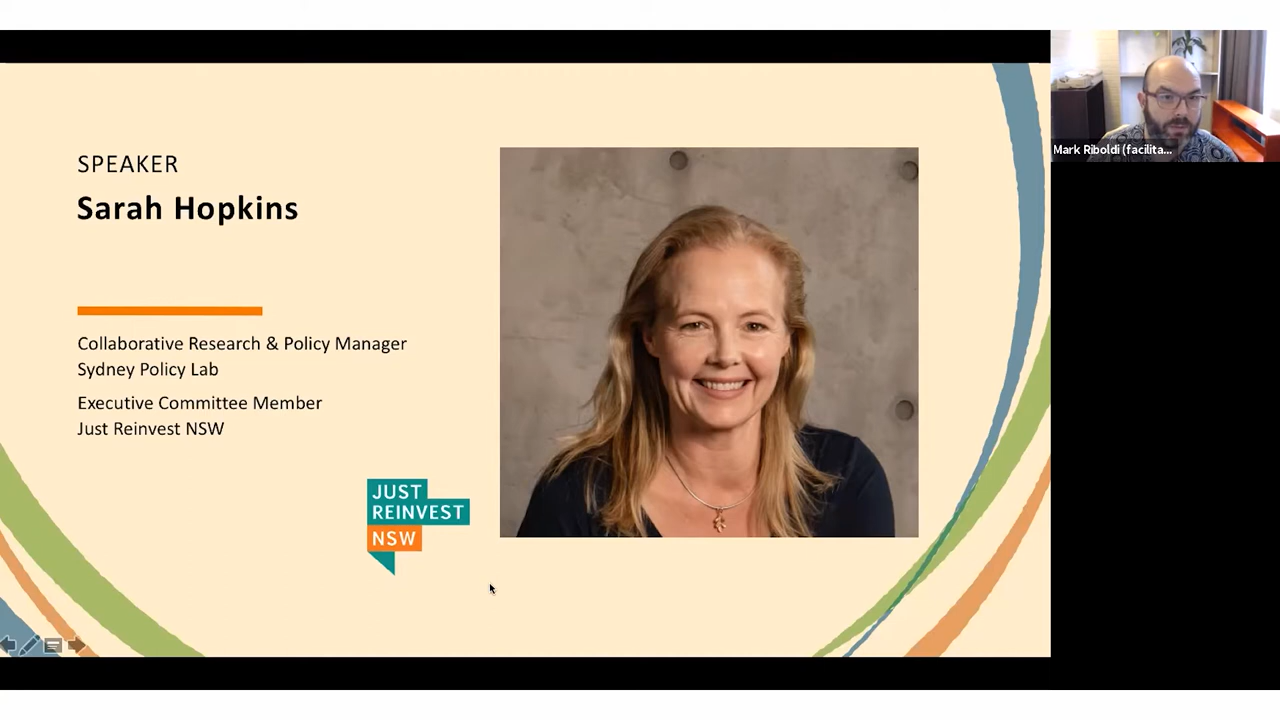 SPEAKER
Sarah Hopkins
Collaborative Research & Policy Manager
Sydney Policy Lab
Executive Committee Member
Just Reinvest NSW
JUST
REINVEST
NSW
Mark Riboldi (facilita...